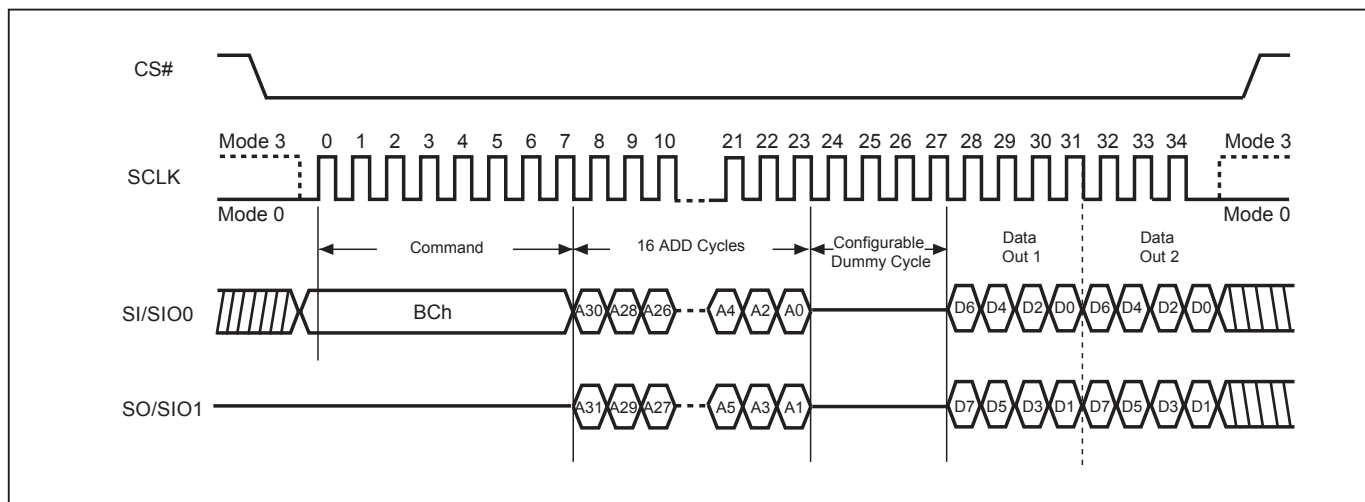 CS#
Mode 3 0 1 2 3 4 5 6 7 8 9 10 21 22 23 24 25 26 27 28 29 30 31 32 33 34 Mode 3
SCLK
Mode 0 Mode 0
Command 16 ADD Cycles Configurable Dummy Cycle Data Out 1 Data Out 2
SI/SIO0 BCh A30 A28 A26 A4 A2 A0 D6 D4 D2 D0 D6 D4 D2 D0
SO/SIO1 A31 A29 A27 A5 A3 A1 D7 D5 D3 D1 D7 D5 D3 D1